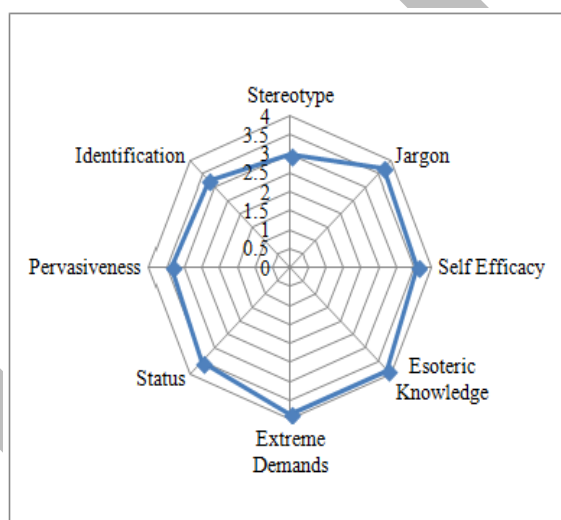 Stereotype
4
3.5
3
2.5
2
1.5
1
0.5
0
Jargon
Self Efficacy
Esoteric
Knowledge
Extreme
Demands
Status
Pervasiveness
Identification